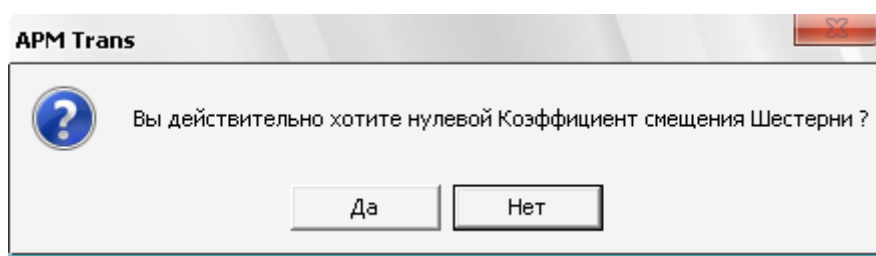 APM Trans
Вы действительно хотите нулевой Коэффициент смещения Шестерни ?
Да
Нет